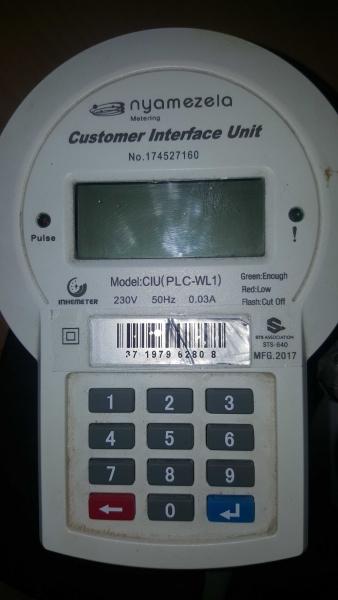 nyamezela
Metering
Customer Interface Unit
No.174527160
Pulse
!
INHEMETER
Model:CIU(PLC-WL1)
230V 50Hz 0.03A
Green:Enough
Red:Low
Flash:Cut Off
37 1979 6280 8
STS ASSOCIATION
STS-640
MFG.2017
1 2 3
4 5 6
7 8 9
0